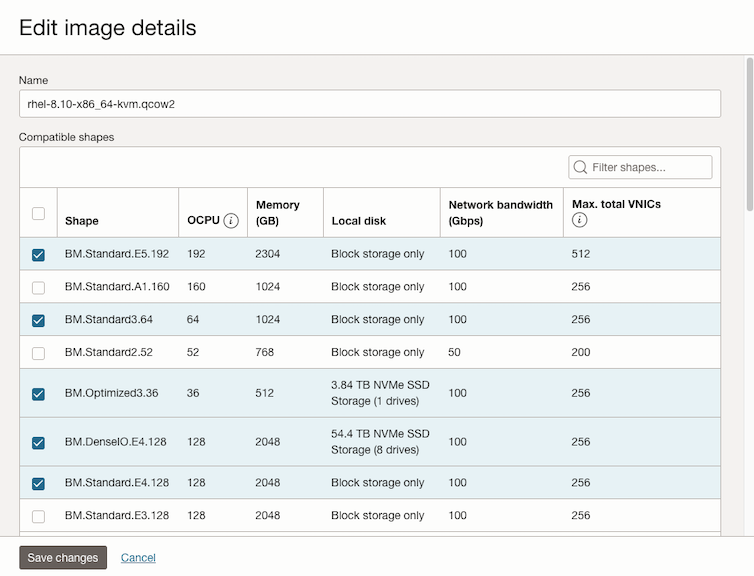 Edit image details
Name
rhel-8.10-x86_64-kvm.qcow2
Compatible shapes
Filter shapes...
Shape OCPU i Memory (GB) Local disk Network bandwidth (Gbps) Max. total VNICs i
BM.Standard.E5.192 192 2304 Block storage only 100 512
BM.Standard.A1.160 160 1024 Block storage only 100 256
BM.Standard3.64 64 1024 Block storage only 100 256
BM.Standard2.52 52 768 Block storage only 50 200
BM.Optimized3.36 36 512 3.84 TB NVMe SSD Storage (1 drives) 100 256
BM.DenseIO.E4.128 128 2048 54.4 TB NVMe SSD Storage (8 drives) 100 256
BM.Standard.E4.128 128 2048 Block storage only 100 256
BM.Standard.E3.128 128 2048 Block storage only 100 256
Save changes Cancel